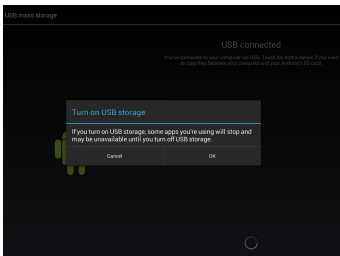 USB mass storage
USB connected
You've connected to your computer via USB. Touch the button below if you want
to copy files between your computer and your Android's SD card.
Turn on USB storage
If you turn on USB storage, some apps you're using will stop and
may be unavailable until you turn off USB storage.
Cancel
OK